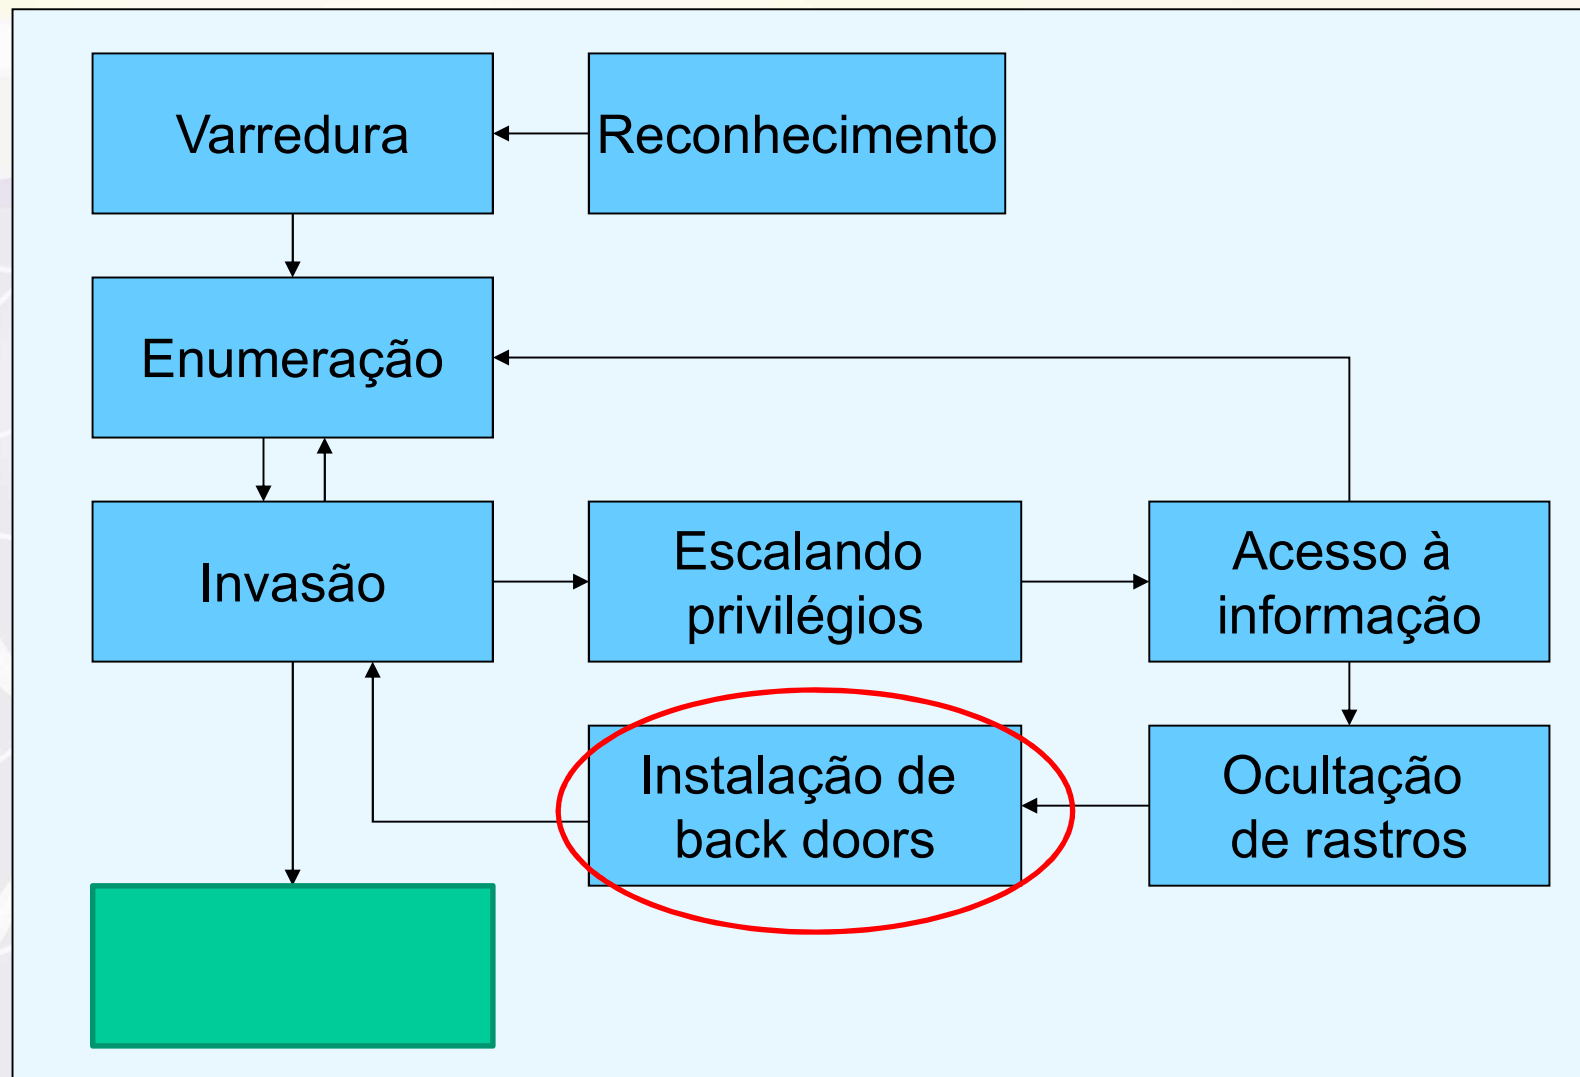 Varredura
Reconhecimento
Enumeração
Invasão
Escalando
privilégios
Acesso à
informação
Instalação de
back doors
Ocultação
de rastros